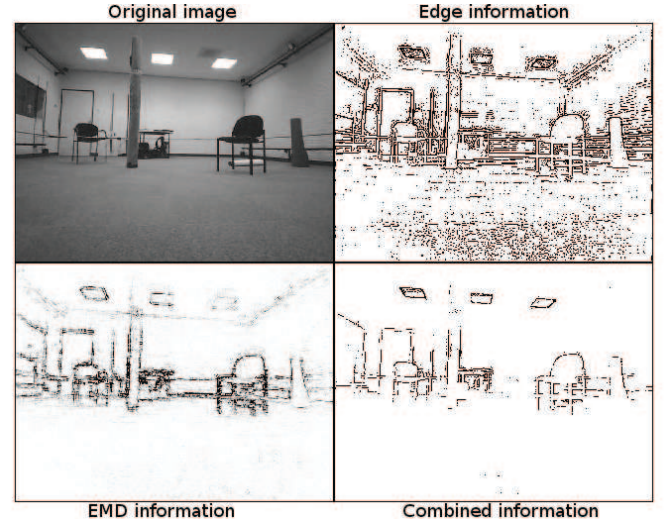 Original image
Edge information
EMD information
Combined information